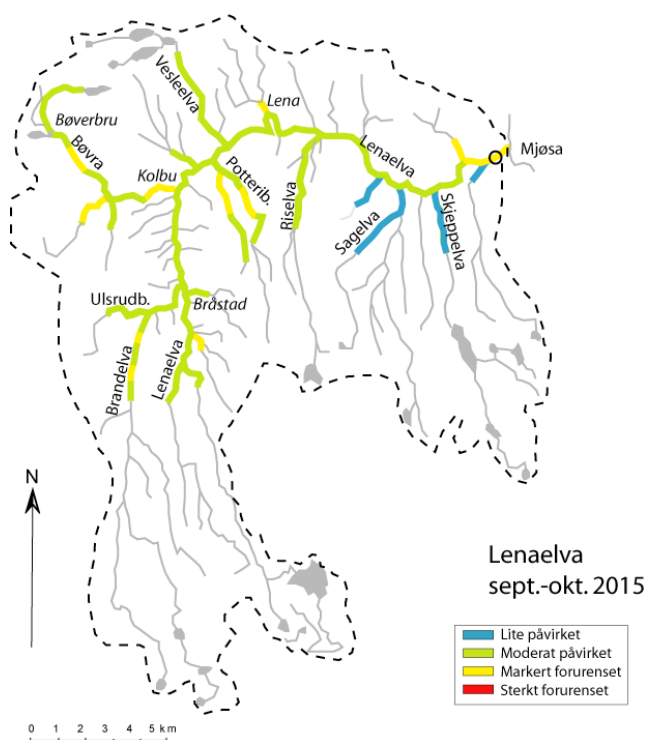 Vesleelva
Lena
Bøverbru
Bøvra
Kolbu
Potterib.
Riselva
Lenaelva
Mjøsa
Sagelva
Skjeppelva
Ulsrudb.
Bråstad
Brandelva
Lenaelva
N
Lenaelva
sept.-okt. 2015
Lite påvirket
Moderat påvirket
Markert forurenset
Sterkt forurenset
0 1 2 3 4 5 km